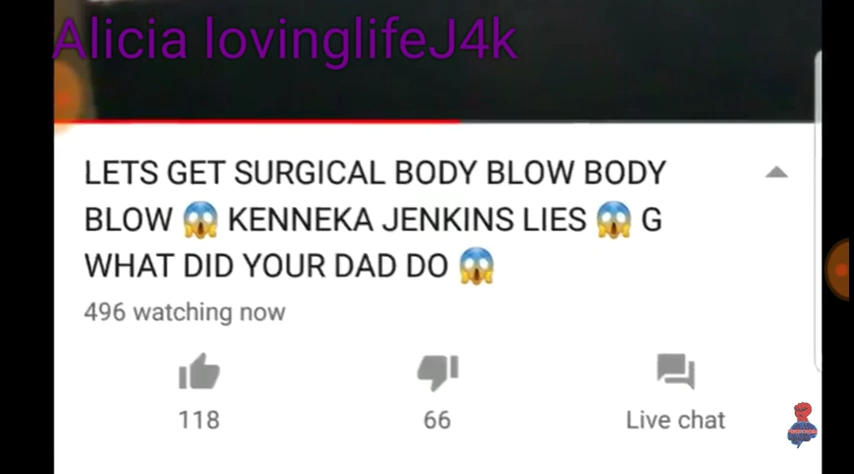 Alicia lovinglifeJ4k
LETS GET SURGICAL BODY BLOW BODY
BLOW 😱 KENNEKA JENKINS LIES 😱 G
WHAT DID YOUR DAD DO 😱
496 watching now
118
66
Live chat